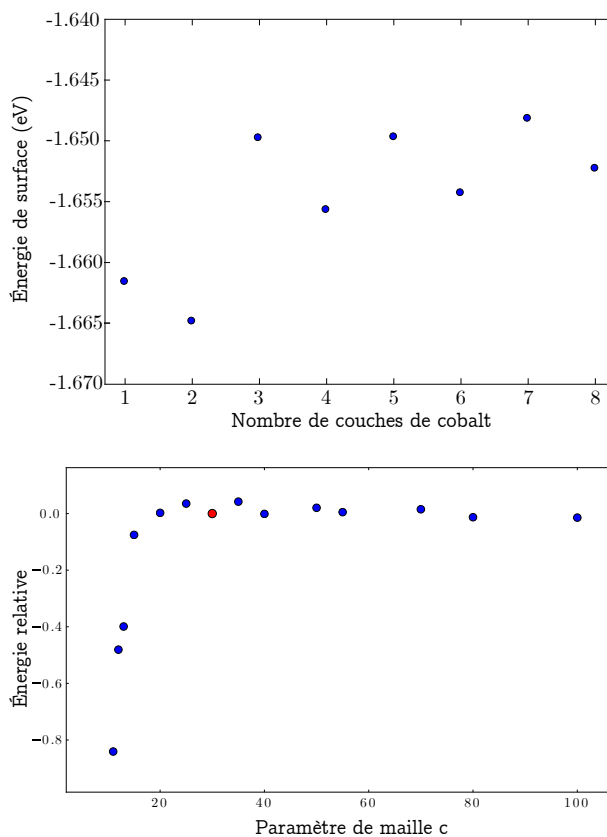 -1.640
-1.645
-1.650
-1.655
-1.660
-1.665
-1.670
Énergie de surface (eV)
1 2 3 4 5 6 7 8
Nombre de couches de cobalt
0.0
−0.2
−0.4
−0.6
−0.8
Énergie relative
20 40 60 80 100
Paramètre de maille c